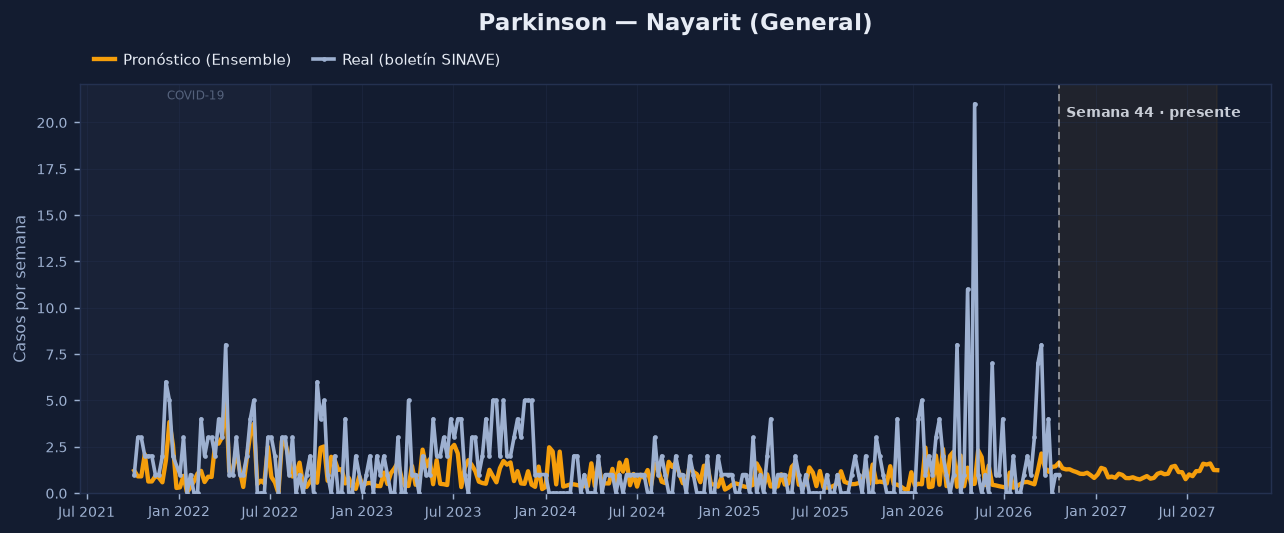 Parkinson — Nayarit (General)
Pronóstico (Ensemble)
Real (boletín SINAVE)
COVID-19
Semana 44 · presente
Casos por semana
20.0
17.5
15.0
12.5
10.0
7.5
5.0
2.5
0.0
Jul 2021
Jan 2022
Jul 2022
Jan 2023
Jul 2023
Jan 2024
Jul 2024
Jan 2025
Jul 2025
Jan 2026
Jul 2026
Jan 2027
Jul 2027